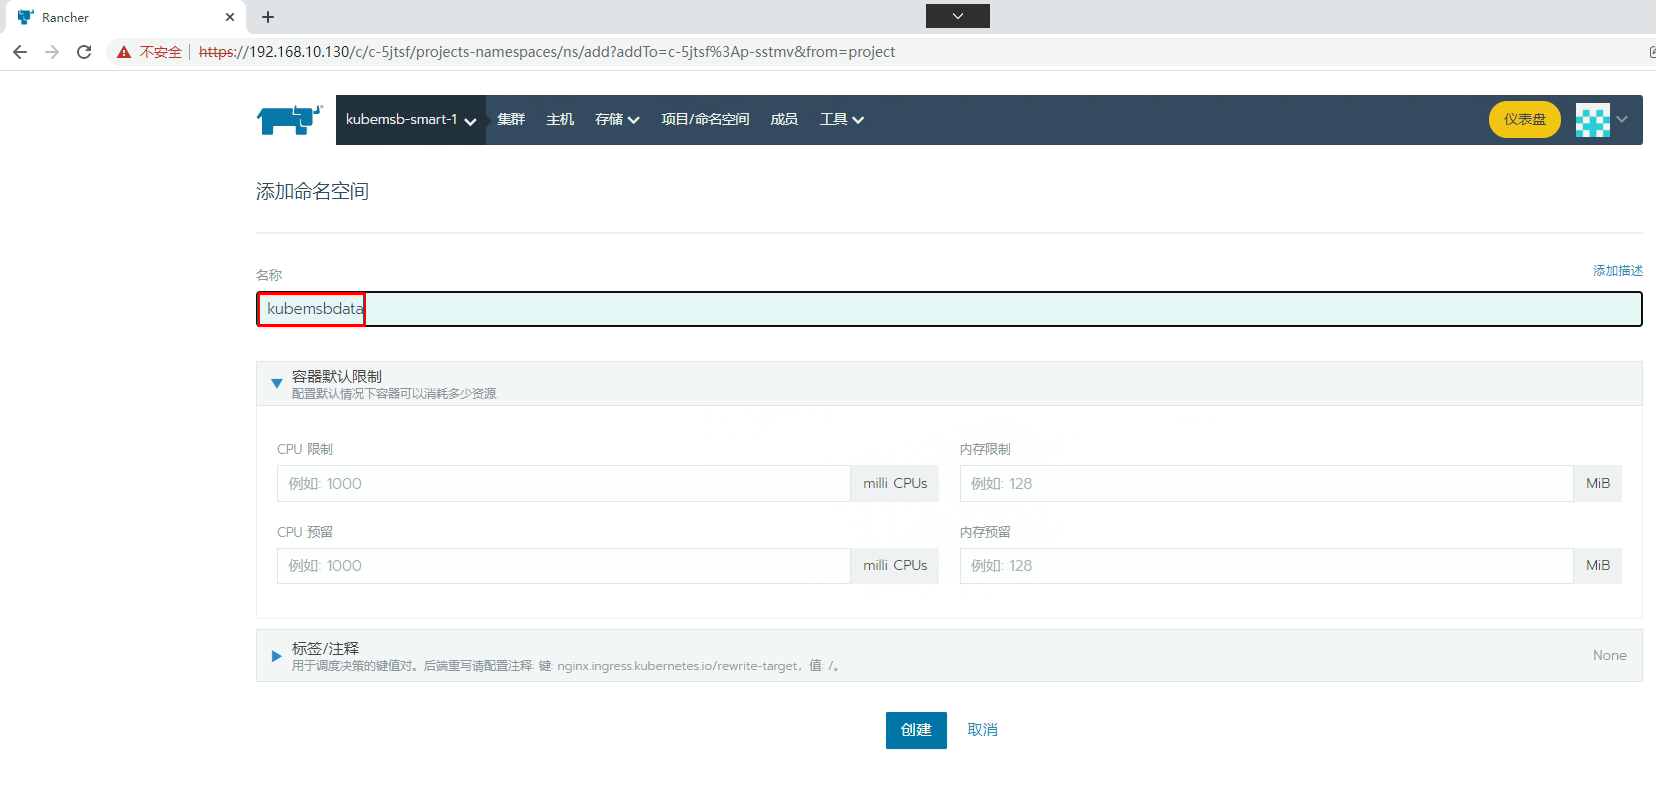 Rancher
不安全 https://192.168.10.130/c/c-5jtsf/projects-namespaces/ns/add?addTo=c-5jtsf%3Ap-sstmv&from=project
kubemsb-smart-1 集群 主机 存储 项目/命名空间 成员 工具 仪表盘
添加命名空间
名称 添加描述
kubemsbdata
容器默认限制
配置默认情况下容器可以消耗多少资源
CPU 限制 内存限制
例如: 1000 milli CPUs 例如: 128 MiB
CPU 预留 内存预留
例如: 1000 milli CPUs 例如: 128 MiB
标签/注释
用于调度决策的键值对。后端重写请配置注释: 键: nginx.ingress.kubernetes.io/rewrite-target，值: /。 None
创建 取消